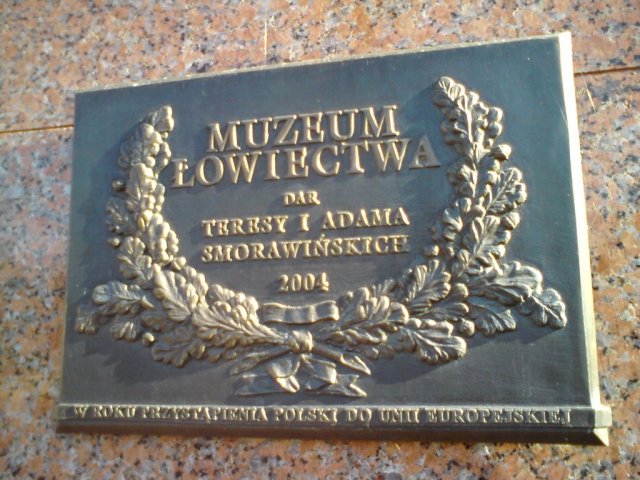 MUZEUM
ŁOWIECTWA
DAR
TERESY I ADAMA
SMORAWIŃSKICH
2004
W ROKU PRZYSTĄPIENIA POLSKI DO UNII EUROPEJSKIEJ